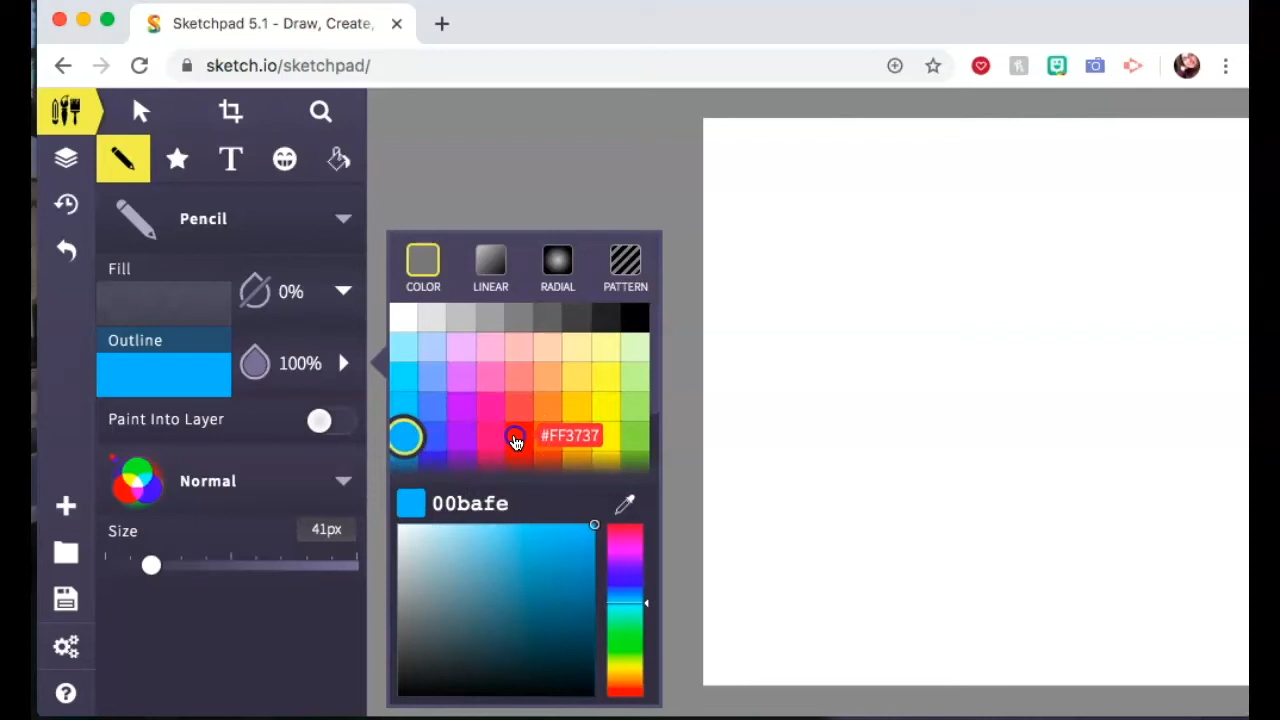 Sketchpad 5.1 - Draw, Create,
sketch.io/sketchpad/
T
Pencil
Fill
0%
Outline
100%
Paint Into Layer
Normal
Size
41px
COLOR
LINEAR
RADIAL
PATTERN
#FF3737
00bafe
?